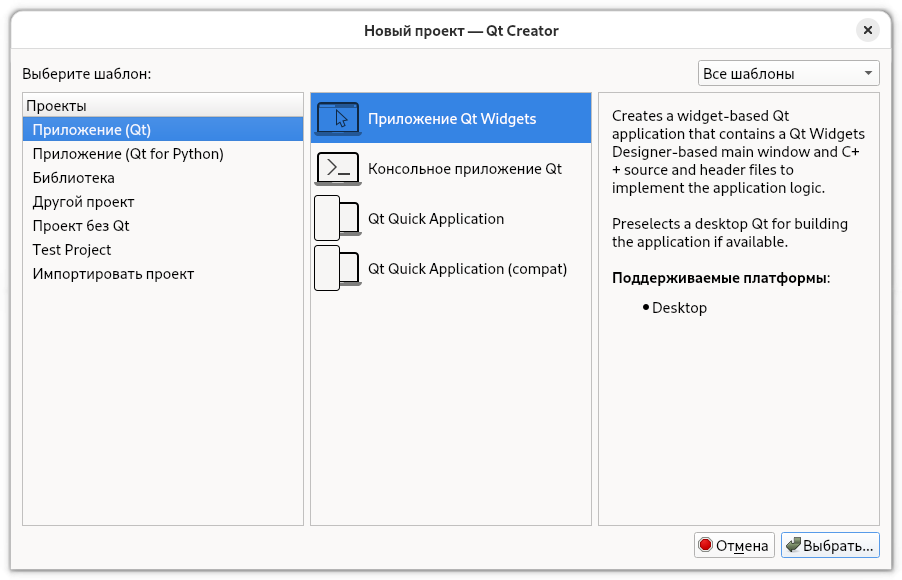 Новый проект — Qt Creator
Выберите шаблон:
Все шаблоны
Проекты
Приложение (Qt)
Приложение (Qt for Python)
Библиотека
Другой проект
Проект без Qt
Test Project
Импортировать проект
Приложение Qt Widgets
Консольное приложение Qt
Qt Quick Application
Qt Quick Application (compat)
Creates a widget-based Qt
application that contains a Qt Widgets
Designer-based main window and C+
+ source and header files to
implement the application logic.
Preselects a desktop Qt for building
the application if available.
Поддерживаемые платформы:
• Desktop
Отмена
Выбрать...